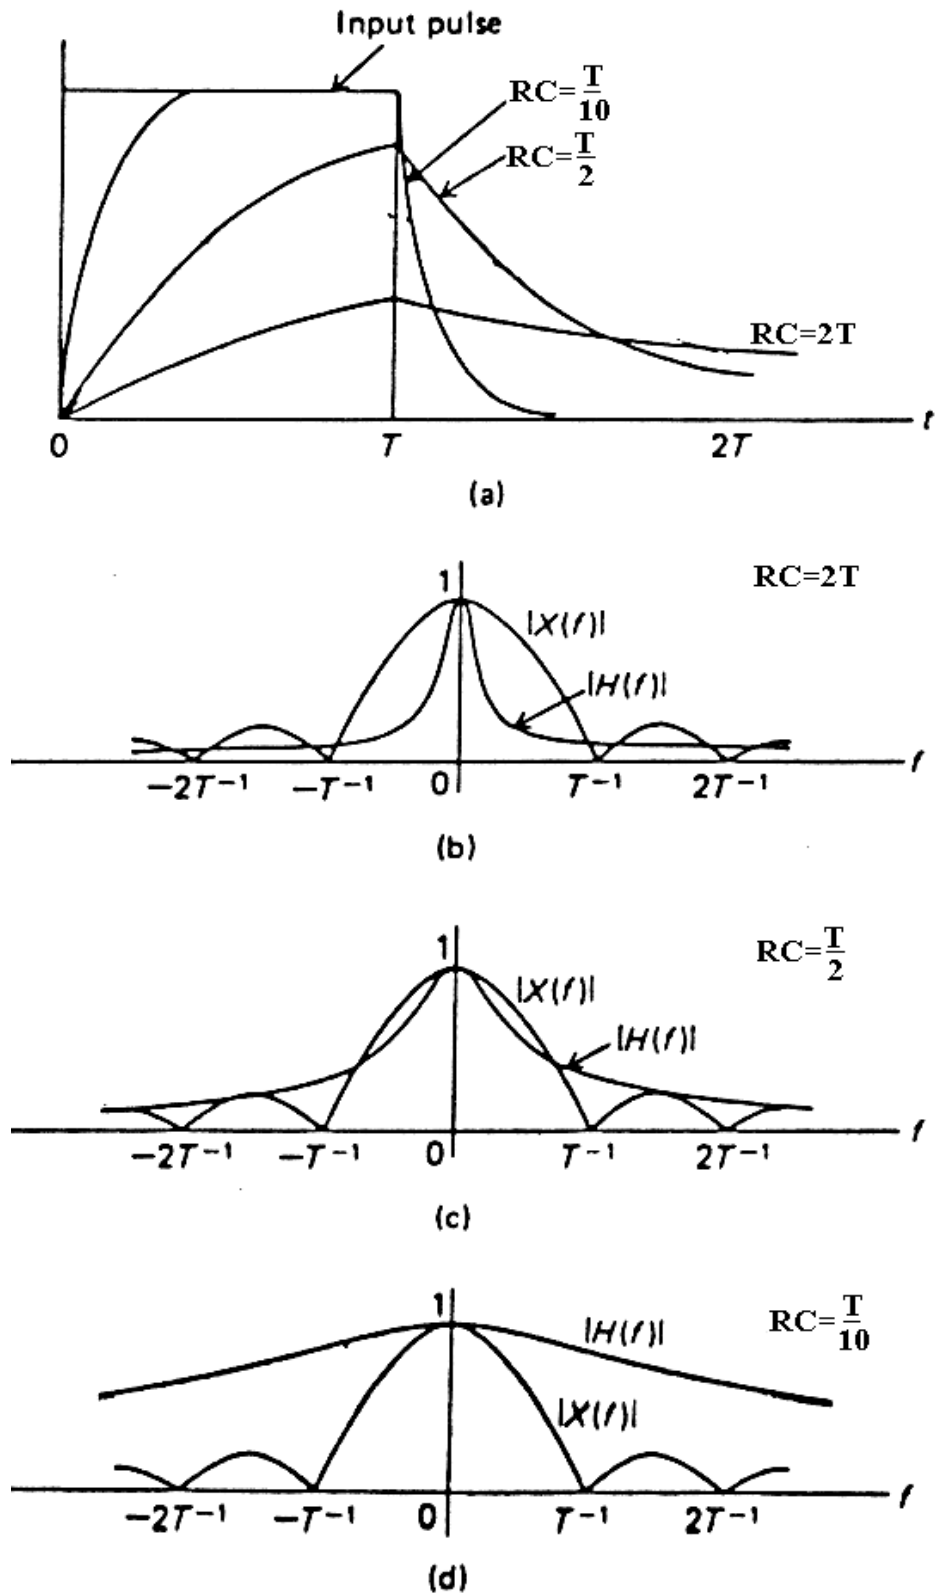 Input pulse
RC=T/10
RC=T/2
RC=2T
0 T 2T t
(a)
1 RC=2T
|X(f)|
|H(f)|
−2T⁻¹ −T⁻¹ 0 T⁻¹ 2T⁻¹ f
(b)
1 RC=T/2
|X(f)|
|H(f)|
−2T⁻¹ −T⁻¹ 0 T⁻¹ 2T⁻¹ f
(c)
1 RC=T/10
|H(f)|
|X(f)|
−2T⁻¹ −T⁻¹ 0 T⁻¹ 2T⁻¹ f
(d)